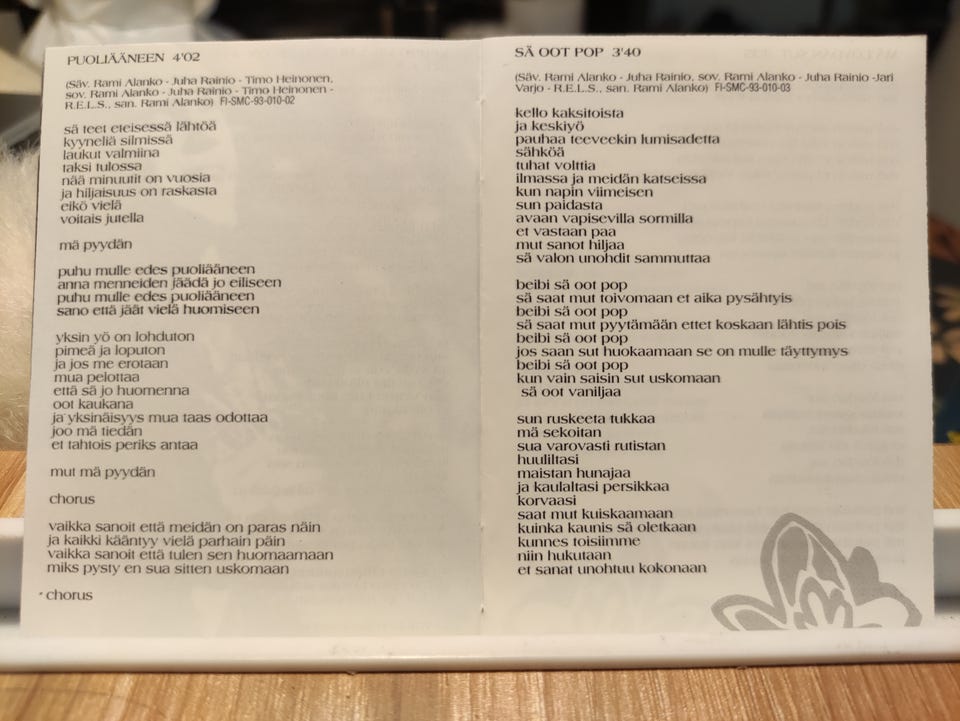 PUOLIÄÄNEEN 4'02
(Säv. Rami Alanko - Juha Rainio - Timo Heinonen,
sov. Rami Alanko - Juha Rainio - Timo Heinonen -
R.E.L.S., san. Rami Alanko) FI-SMC-93-010-02
sä teet eteisessä lähtöä
kyyneliä silmissä
laukut valmiina
taksi tulossa
nää minuutit on vuosia
ja hiljaisuus on raskasta
eikö vielä
voitais jutella
mä pyydän
puhu mulle edes puoliääneen
anna menneiden jäädä jo eiliseen
puhu mulle edes puoliääneen
sano että jäät vielä huomiseen
yksin yö on lohduton
pimeä ja loputon
ja jos me erotaan
mua pelottaa
että sä jo huomenna
oot kaukana
ja yksinäisyys mua taas odottaa
joo mä tiedän
et tahtois periks antaa
mut mä pyydän
chorus
vaikka sanoit että meidän on paras näin
ja kaikki kääntyy vielä parhain päin
vaikka sanoit että tulen sen huomaamaan
miks pysty en sua sitten uskomaan
chorus
SÄ OOT POP 3'40
(Säv. Rami Alanko - Juha Rainio, sov. Rami Alanko - Juha Rainio -Jari
Varjo - R.E.L.S., san. Rami Alanko) FI-SMC-93-010-03
kello kaksitoista
ja keskiyö
pauhaa teeveekin lumisadetta
sähköä
tuhat volttia
ilmassa ja meidän katseissa
kun napin viimeisen
sun paidasta
avaan vapisevilla sormilla
et vastaan paa
mut sanot hiljaa
sä valon unohdit sammuttaa
beibi sä oot pop
sä saat mut toivomaan et aika pysähtyis
beibi sä oot pop
sä saat mut pyytämään ettet koskaan lähtis pois
beibi sä oot pop
jos saan sut huokaamaan se on mulle täyttymys
beibi sä oot pop
kun vain saisin sut uskomaan
sä oot vaniljaa
sun ruskeeta tukkaa
mä sekoitan
sua varovasti rutistan
huuliltasi
maistan hunajaa
ja kaulaltasi persikkaa
korvaasi
saat mut kuiskaamaan
kuinka kaunis sä oletkaan
kunnes toisiimme
niin hukutaan
et sanat unohtuu kokonaan